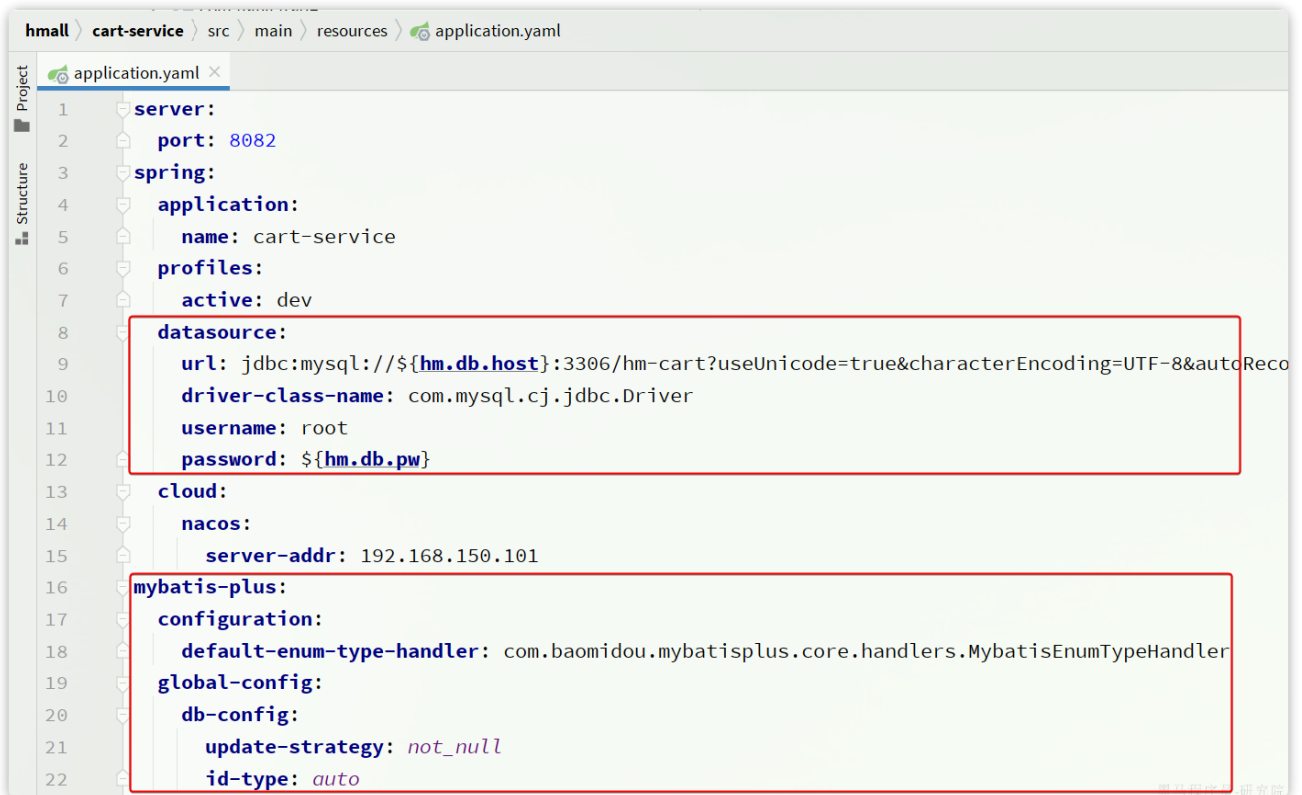 hmall cart-service src main resources application.yaml
application.yaml
Project
Structure
1 server:
2 port: 8082
3 spring:
4 application:
5 name: cart-service
6 profiles:
7 active: dev
8 datasource:
9 url: jdbc:mysql://${hm.db.host}:3306/hm-cart?useUnicode=true&characterEncoding=UTF-8&autoReco
10 driver-class-name: com.mysql.cj.jdbc.Driver
11 username: root
12 password: ${hm.db.pw}
13 cloud:
14 nacos:
15 server-addr: 192.168.150.101
16 mybatis-plus:
17 configuration:
18 default-enum-type-handler: com.baomidou.mybatisplus.core.handlers.MybatisEnumTypeHandler
19 global-config:
20 db-config:
21 update-strategy: not_null
22 id-type: auto